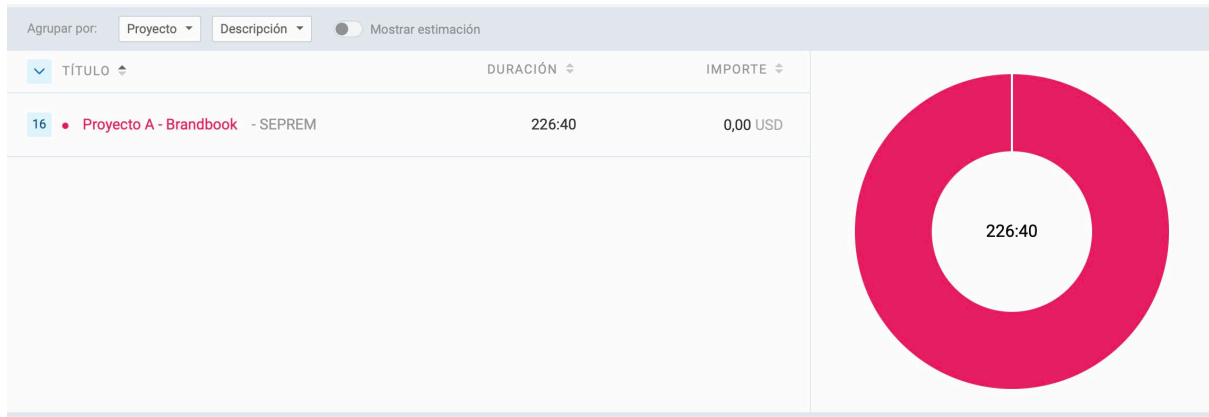 Agrupar por: Proyecto Descripción Mostrar estimación
TÍTULO DURACIÓN IMPORTE
16 • Proyecto A - Brandbook - SEPREM 226:40 0,00 USD
226:40